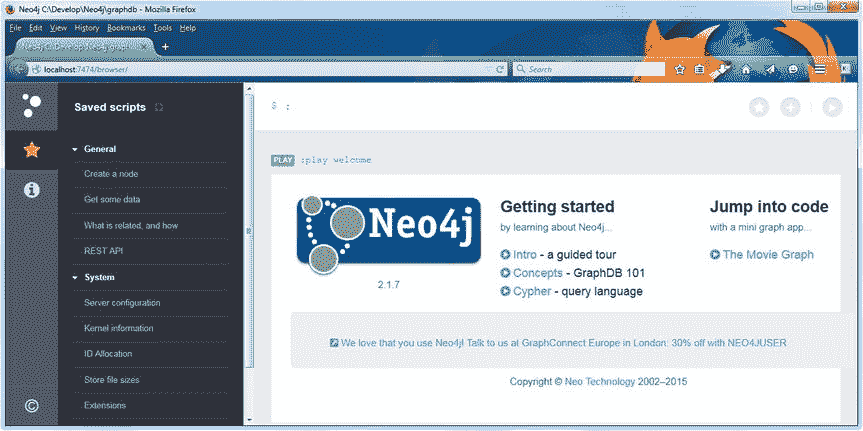 Neo4j C:\Develop\Neo4j\graphdb - Mozilla Firefox
File Edit View History Bookmarks Tools Help
Neo4j C:\Develop\Neo4j\graph
localhost:7474/browser/
Search
Saved scripts
General
Create a node
Get some data
What is related, and how
REST API
System
Server configuration
Kernel information
ID Allocation
Store file sizes
Extensions
$ :
PLAY :play welcome
Neo4j
2.1.7
Getting started
by learning about Neo4j...
Intro - a guided tour
Concepts - GraphDB 101
Cypher - query language
Jump into code
with a mini graph app...
The Movie Graph
We love that you use Neo4j! Talk to us at GraphConnect Europe in London: 30% off with NEO4JUSER
Copyright © Neo Technology 2002–2015